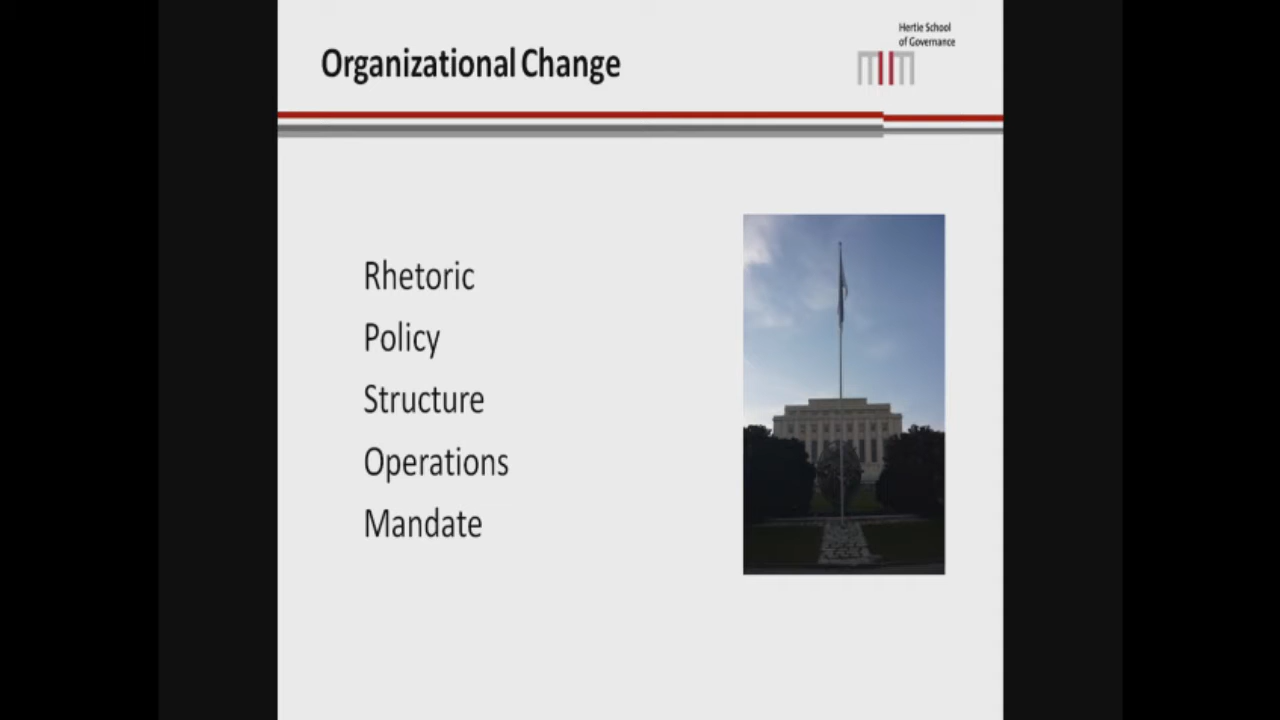 Hertie School
of Governance
Organizational Change
Rhetoric
Policy
Structure
Operations
Mandate